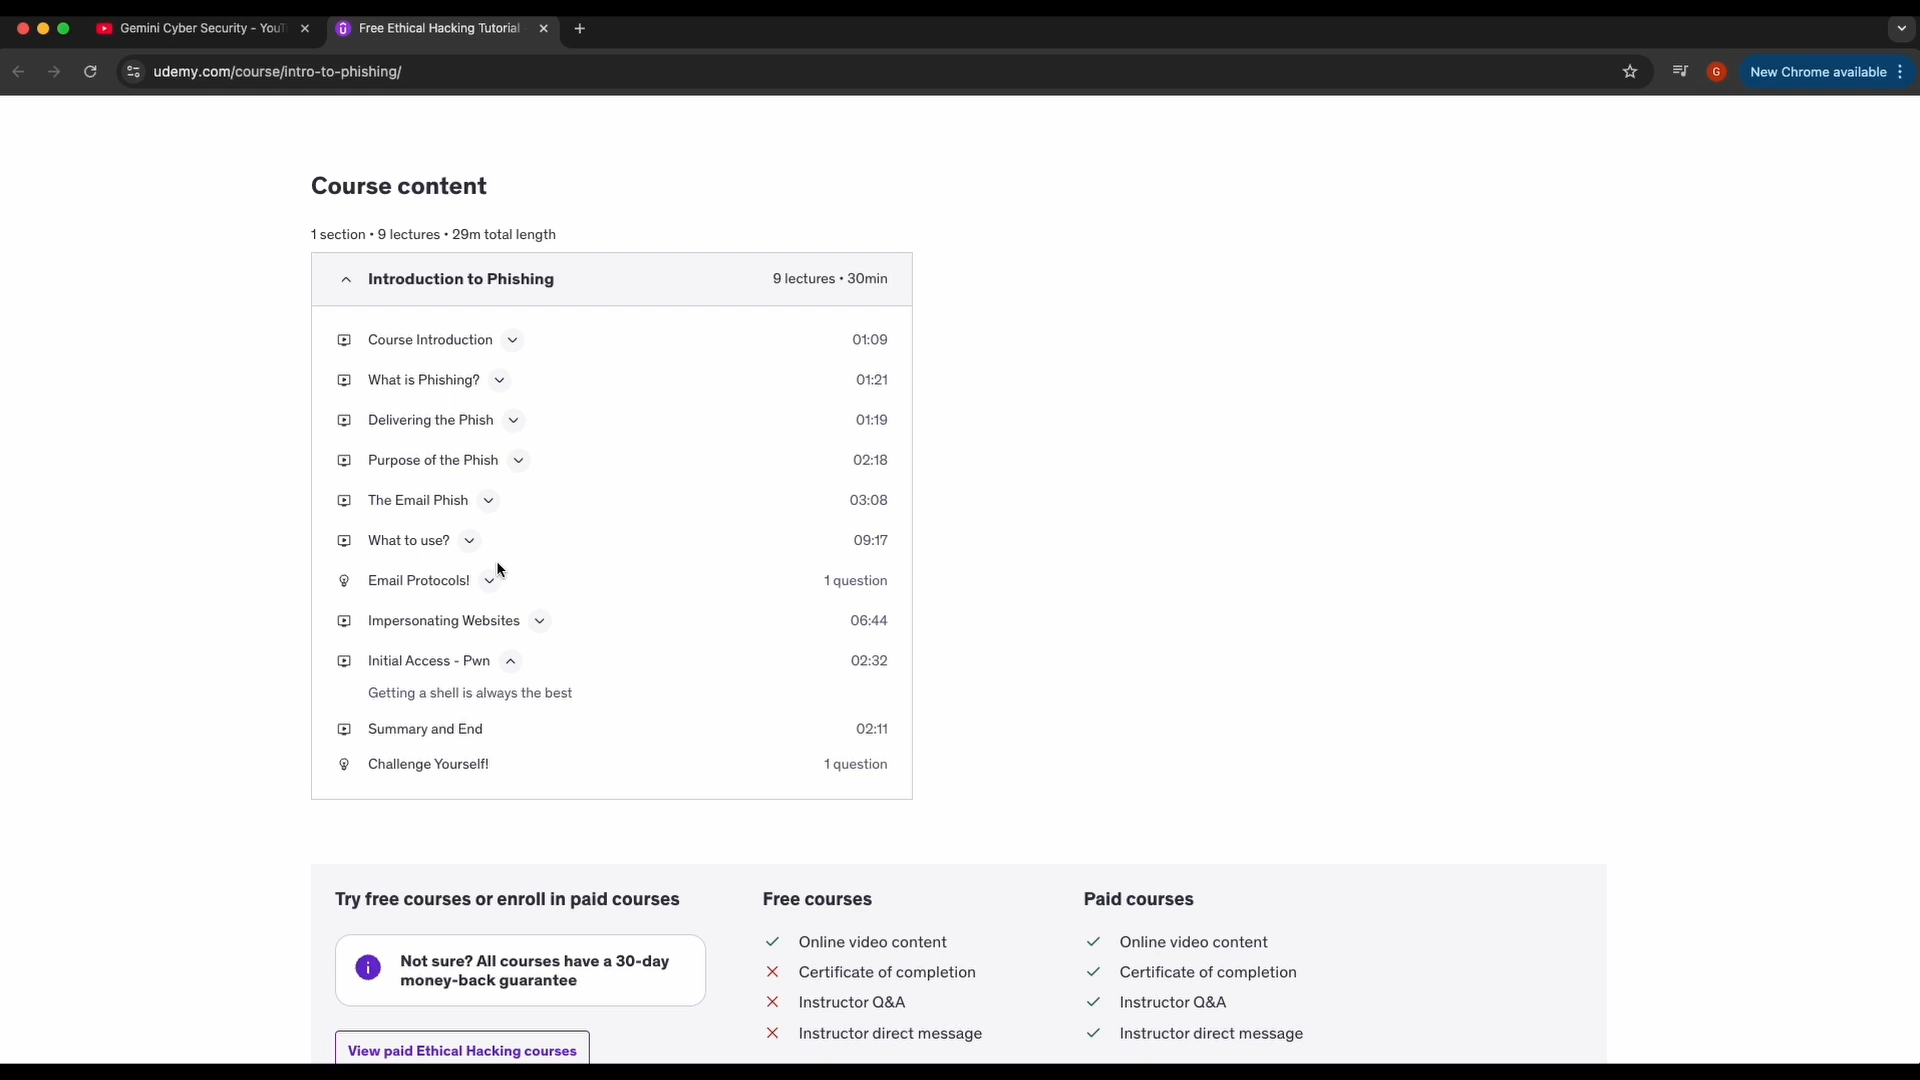 Gemini Cyber Security - YouT
Free Ethical Hacking Tutorial
udemy.com/course/intro-to-phishing/
G
New Chrome available
Course content
1 section • 9 lectures • 29m total length
Introduction to Phishing
9 lectures • 30min
Course Introduction
01:09
What is Phishing?
01:21
Delivering the Phish
01:19
Purpose of the Phish
02:18
The Email Phish
03:08
What to use?
09:17
Email Protocols!
1 question
Impersonating Websites
06:44
Initial Access - Pwn
02:32
Getting a shell is always the best
Summary and End
02:11
Challenge Yourself!
1 question
Try free courses or enroll in paid courses
Not sure? All courses have a 30-day
money-back guarantee
View paid Ethical Hacking courses
Free courses
Online video content
Certificate of completion
Instructor Q&A
Instructor direct message
Paid courses
Online video content
Certificate of completion
Instructor Q&A
Instructor direct message